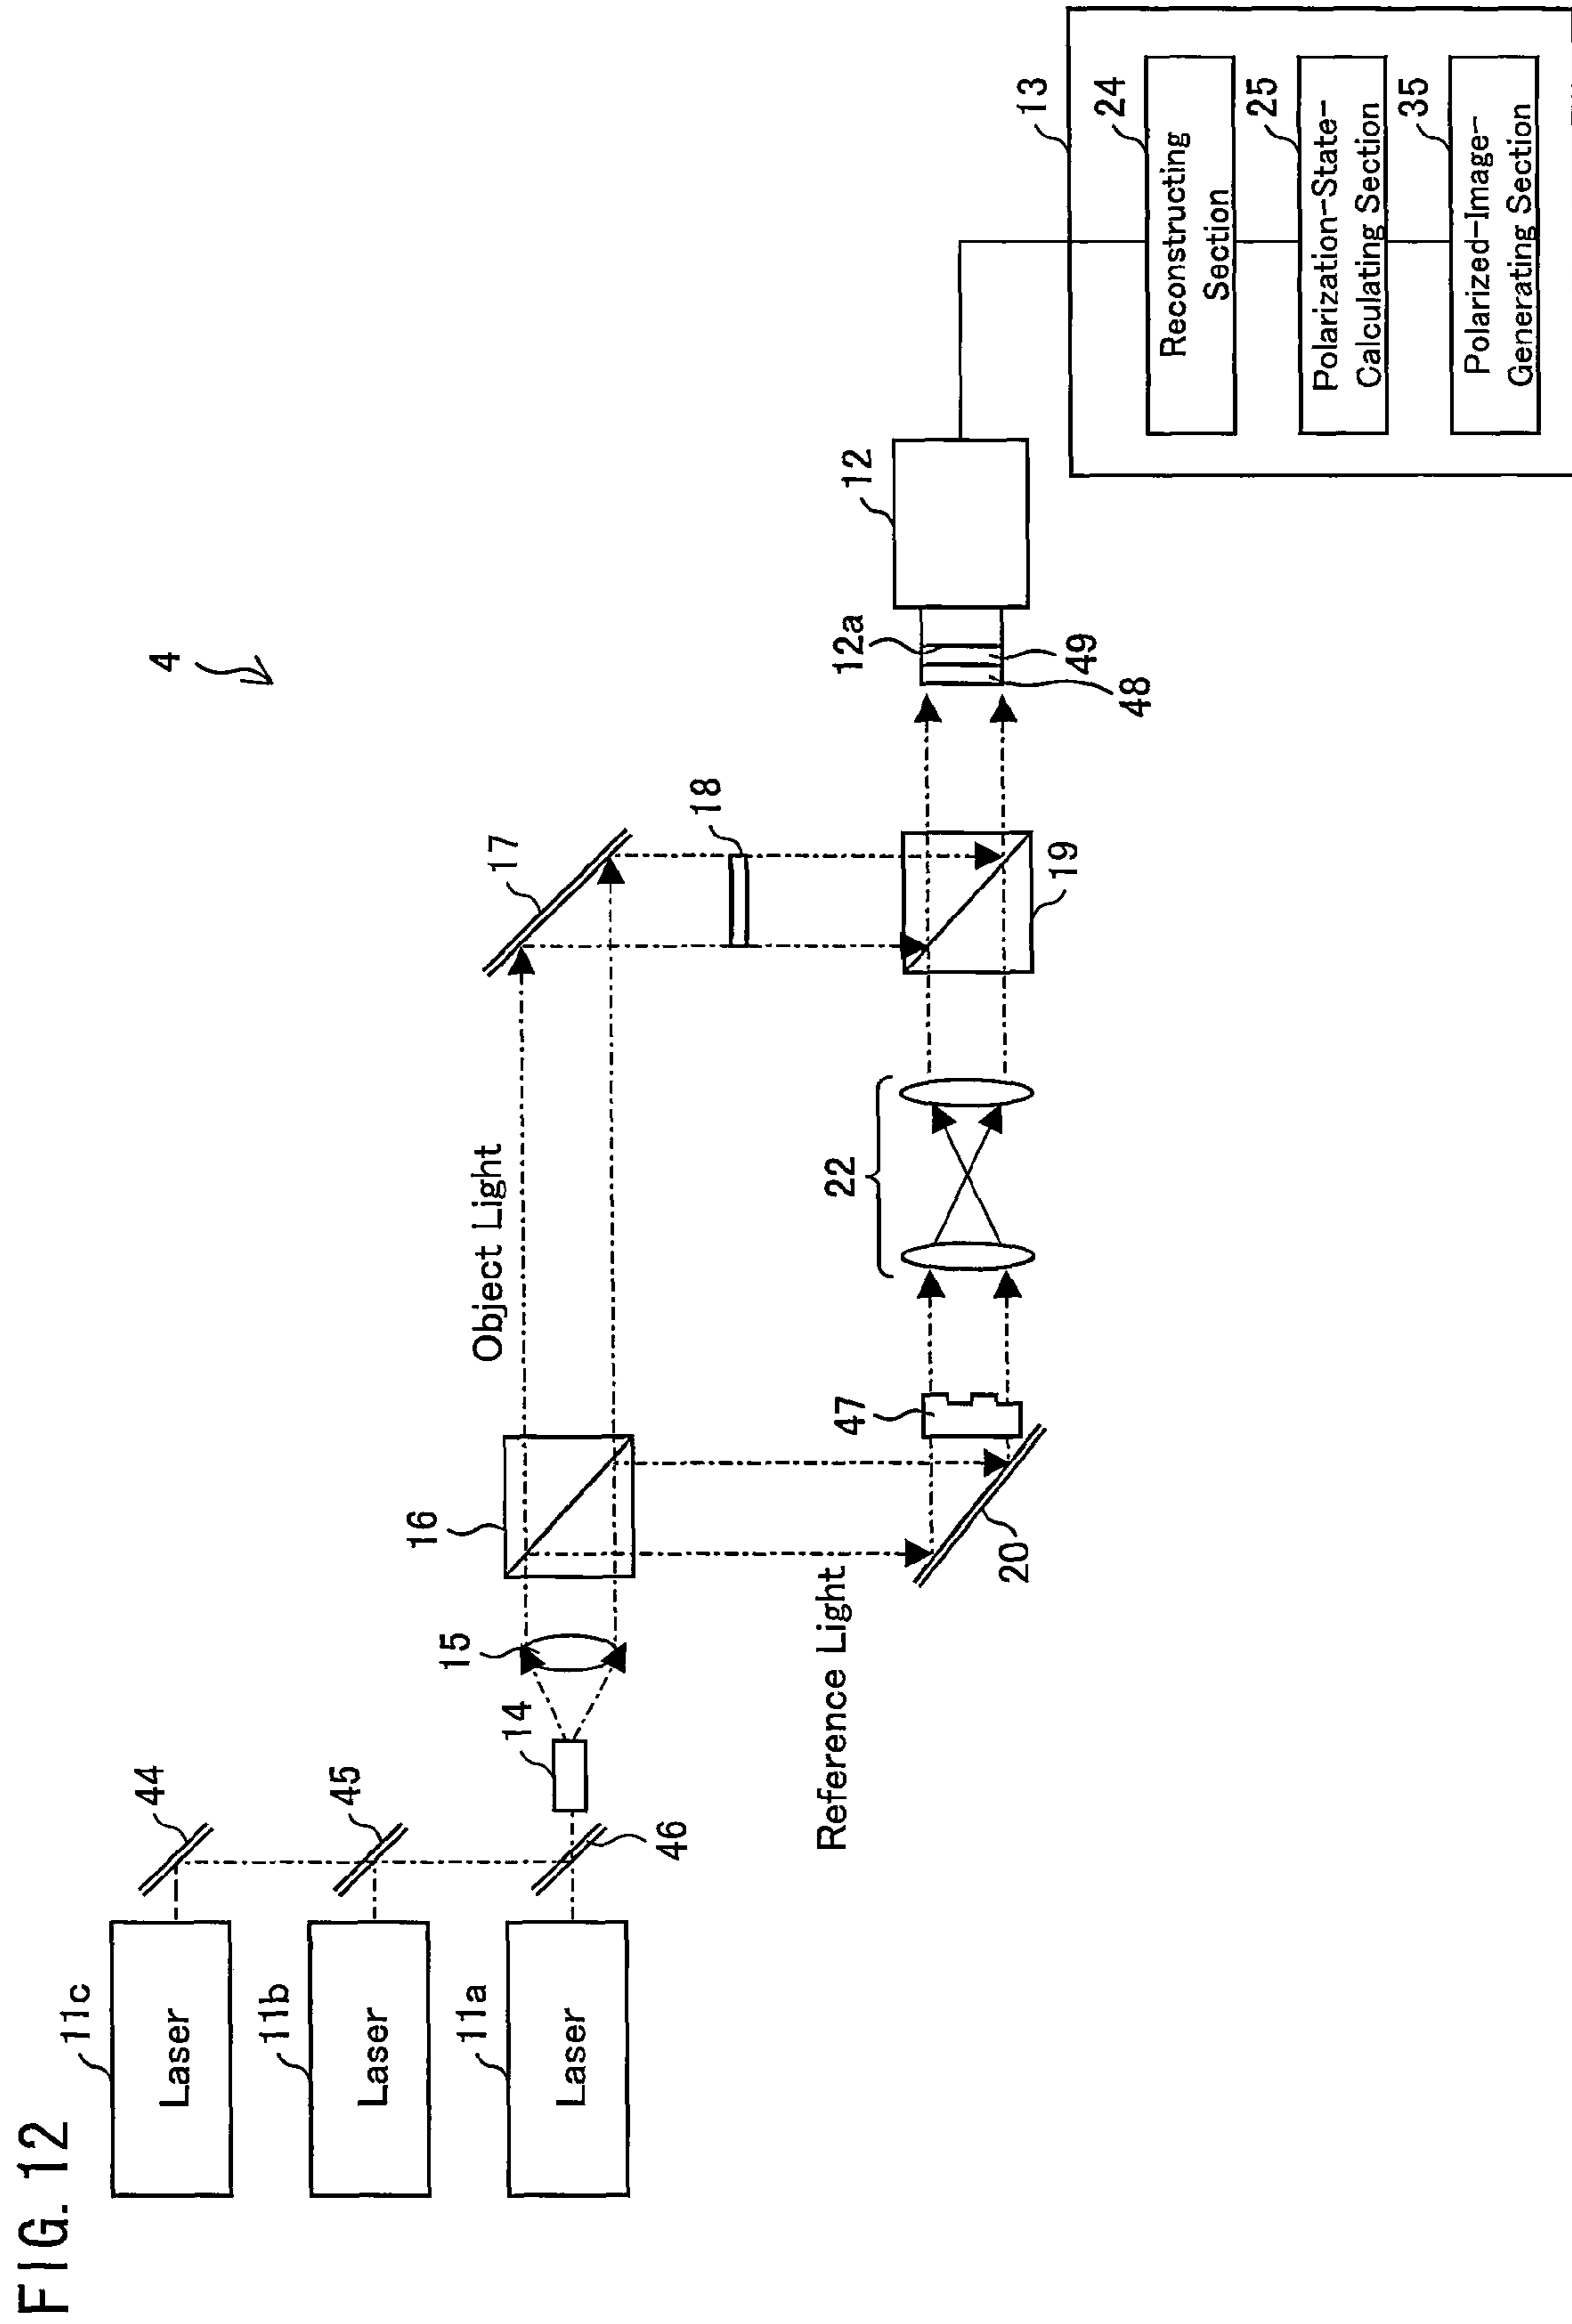 FIG. 12
4
11c
Laser
44
11b
Laser
45
11a
Laser
46
14
15
16
Object Light
17
18
Reference Light
20
47
22
19
12a
48
49
12
13
24
Reconstructing
Section
25
Polarization-State-
Calculating Section
35
Polarized-Image-
Generating Section